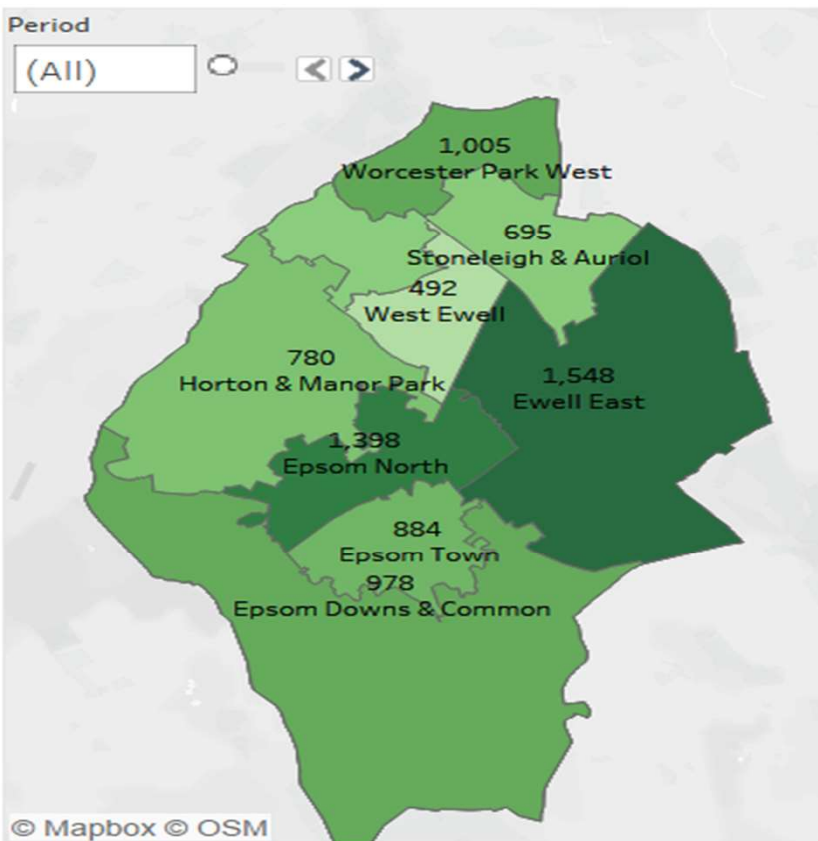 Period
(All)
1,005
Worcester Park West
695
Stoneleigh & Auriol
492
West Ewell
780
Horton & Manor Park
1,548
Ewell East
1,398
Epsom North
884
Epsom Town
978
Epsom Downs & Common
© Mapbox © OSM